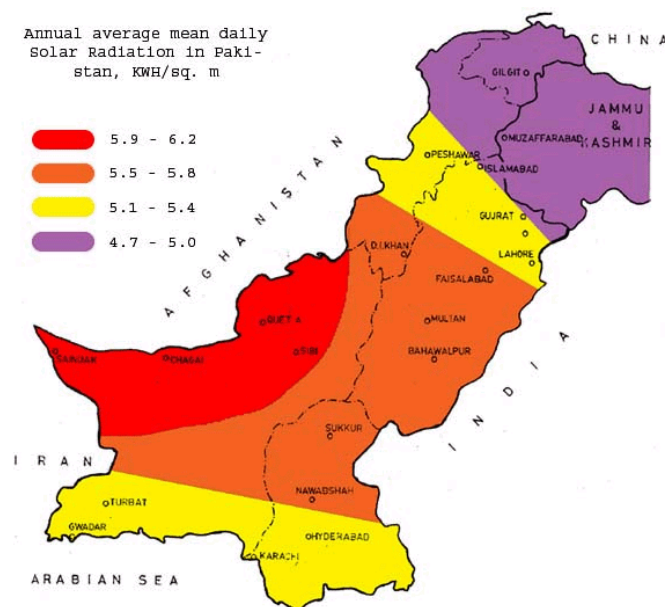 Annual average mean daily
Solar Radiation in Paki-
stan, KWH/sq. m
5.9 - 6.2
5.5 - 5.8
5.1 - 5.4
4.7 - 5.0
CHINA
GILGIT
JAMMU
&
KASHMIR
MUZAFFARABAD
PESHAWAR
ISLAMABAD
AFGHANISTAN
GUJRAT
LAHORE
D.I.KHAN
FAISALABAD
QUETTA
MULTAN
SIBI
SAINDAK
CHAGAI
BAHAWALPUR
INDIA
SUKKUR
IRAN
NAWABSHAH
TURBAT
GWADAR
HYDERABAD
KARACHI
ARABIAN SEA